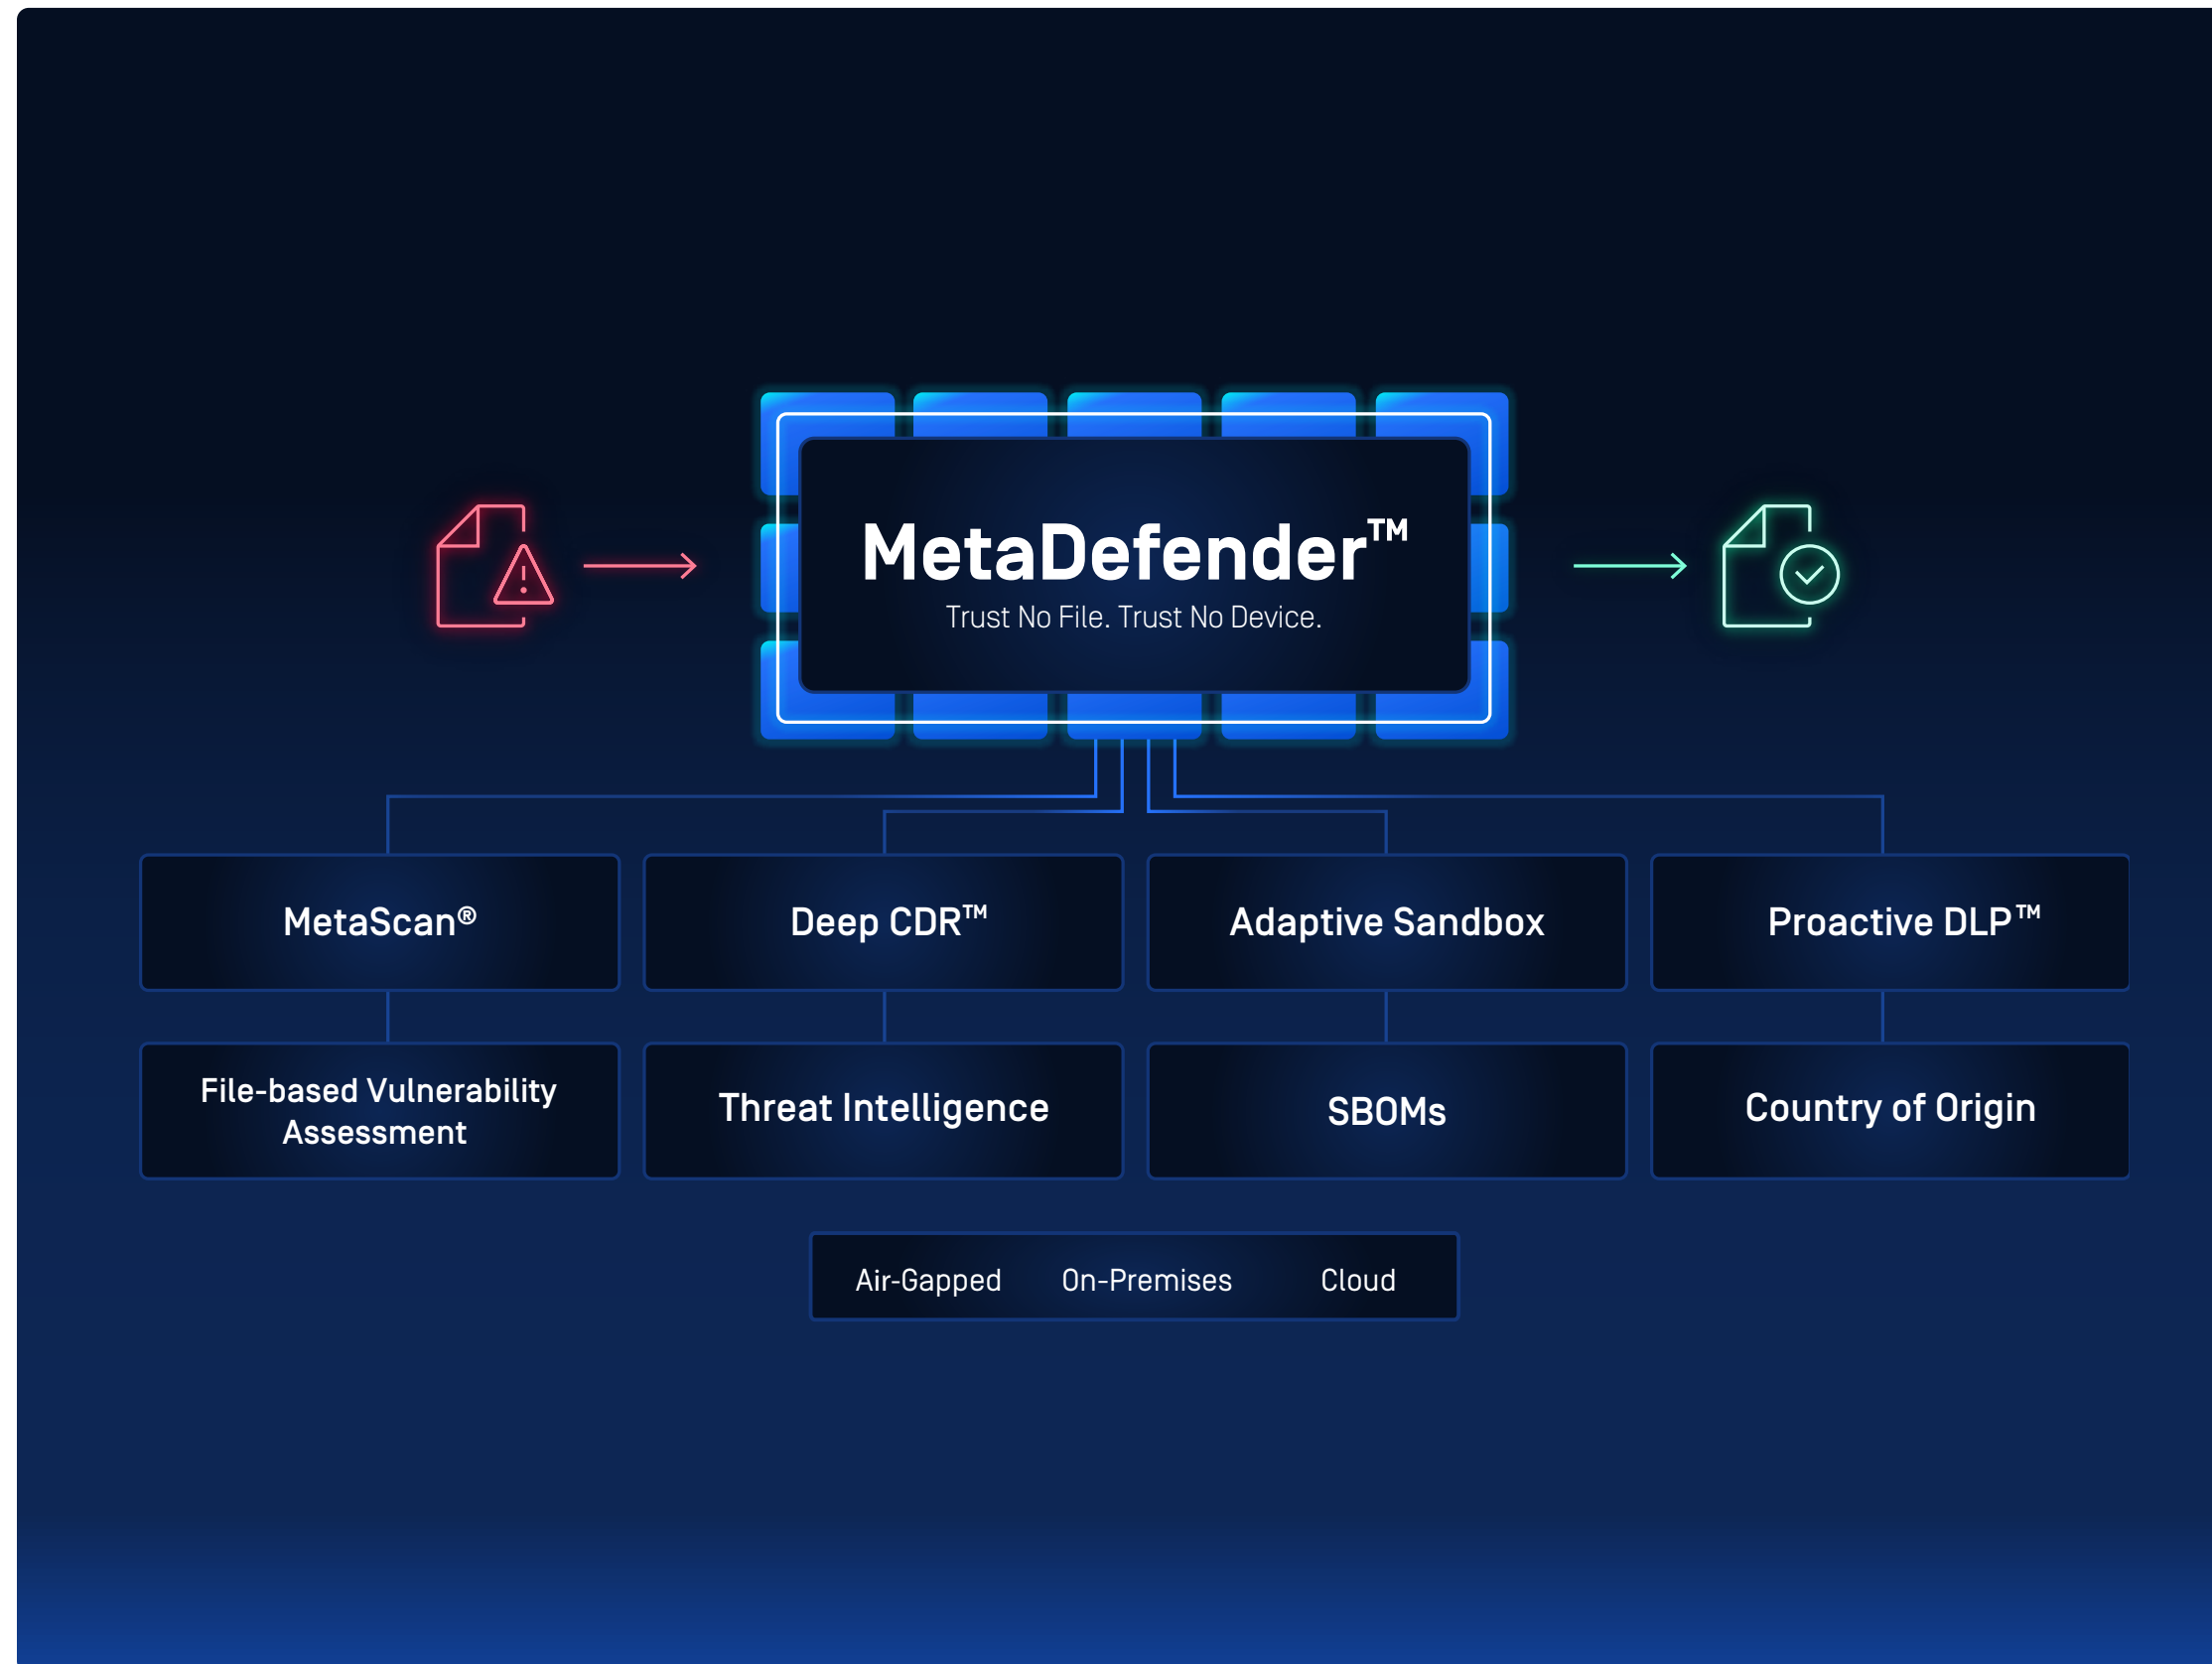 MetaDefender™
Trust No File. Trust No Device.
MetaScan®
Deep CDR™
Adaptive Sandbox
Proactive DLP™
File-based Vulnerability
Assessment
Threat Intelligence
SBOMs
Country of Origin
Air-Gapped
On-Premises
Cloud